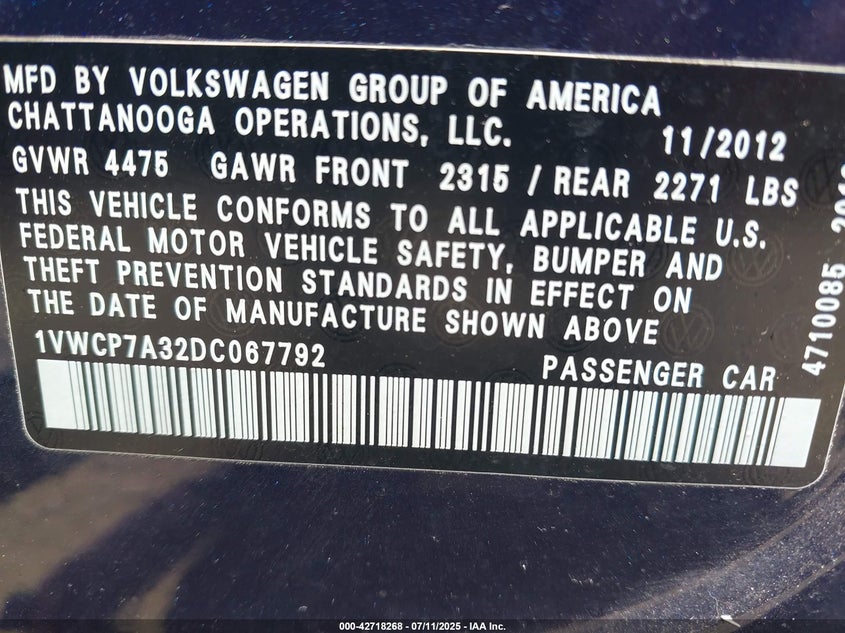 MFD BY VOLKSWAGEN GROUP OF AMERICA
CHATTANOOGA OPERATIONS, LLC. 11/2012
GVWR 4475 GAWR FRONT 2315 / REAR 2271 LBS
THIS VEHICLE CONFORMS TO ALL APPLICABLE U.S.
FEDERAL MOTOR VEHICLE SAFETY, BUMPER AND
THEFT PREVENTION STANDARDS IN EFFECT ON
THE DATE OF MANUFACTURE SHOWN ABOVE
1VWCP7A32DC067792 PASSENGER CAR
4710085
000-42718268 - 07/11/2025 - IAA Inc.